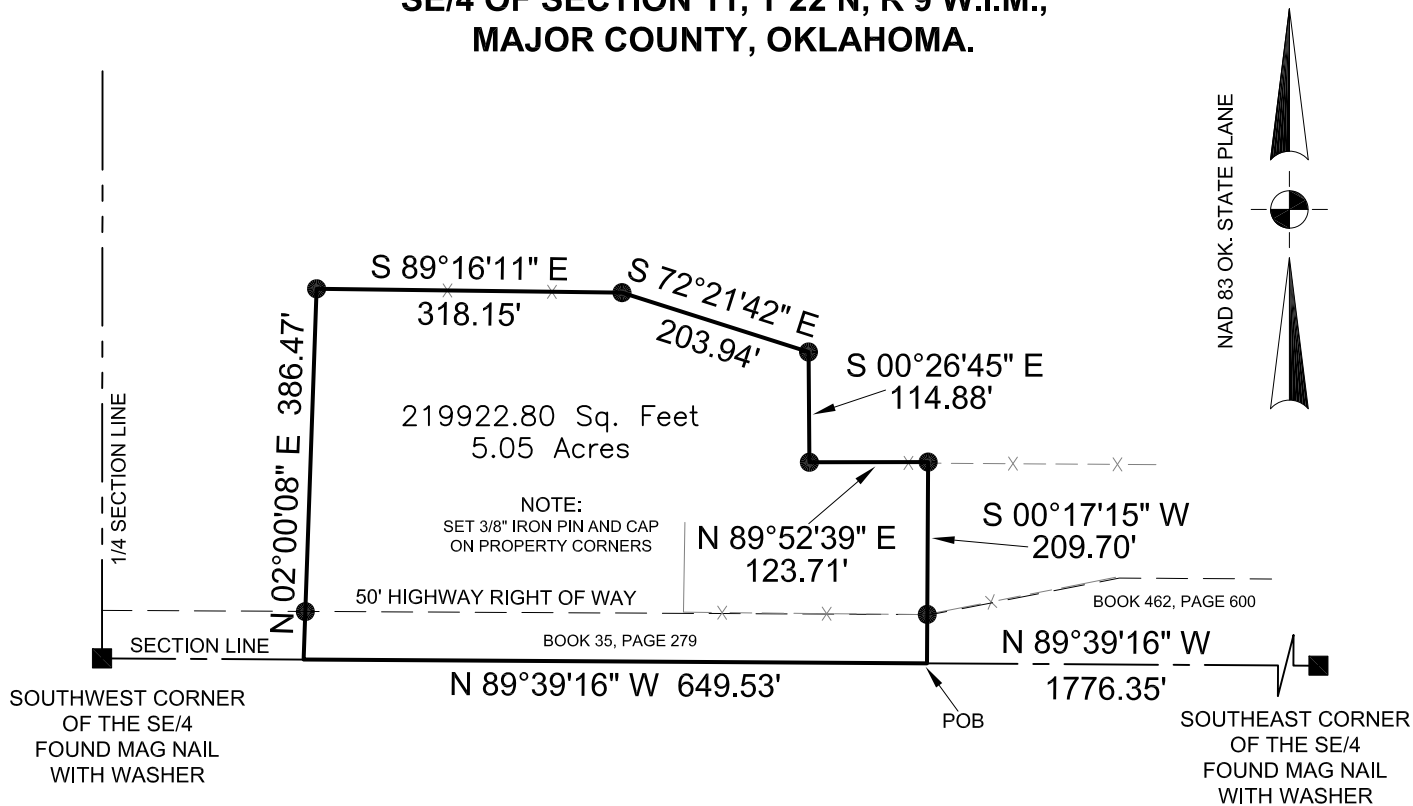 SE/4 OF SECTION 11, T 22 N, R 9 W.I.M.,
MAJOR COUNTY, OKLAHOMA.
NAD 83 OK. STATE PLANE
S 89°16'11" E
318.15'
S 72°21'42" E
203.94'
S 00°26'45" E
114.88'
N 02°00'08" E 386.47'
1/4 SECTION LINE
219922.80 Sq. Feet
5.05 Acres
NOTE:
SET 3/8" IRON PIN AND CAP
ON PROPERTY CORNERS
N 89°52'39" E
123.71'
S 00°17'15" W
209.70'
50' HIGHWAY RIGHT OF WAY
BOOK 462, PAGE 600
SECTION LINE
BOOK 35, PAGE 279
N 89°39'16" W
1776.35'
N 89°39'16" W 649.53'
POB
SOUTHWEST CORNER
OF THE SE/4
FOUND MAG NAIL
WITH WASHER
SOUTHEAST CORNER
OF THE SE/4
FOUND MAG NAIL
WITH WASHER